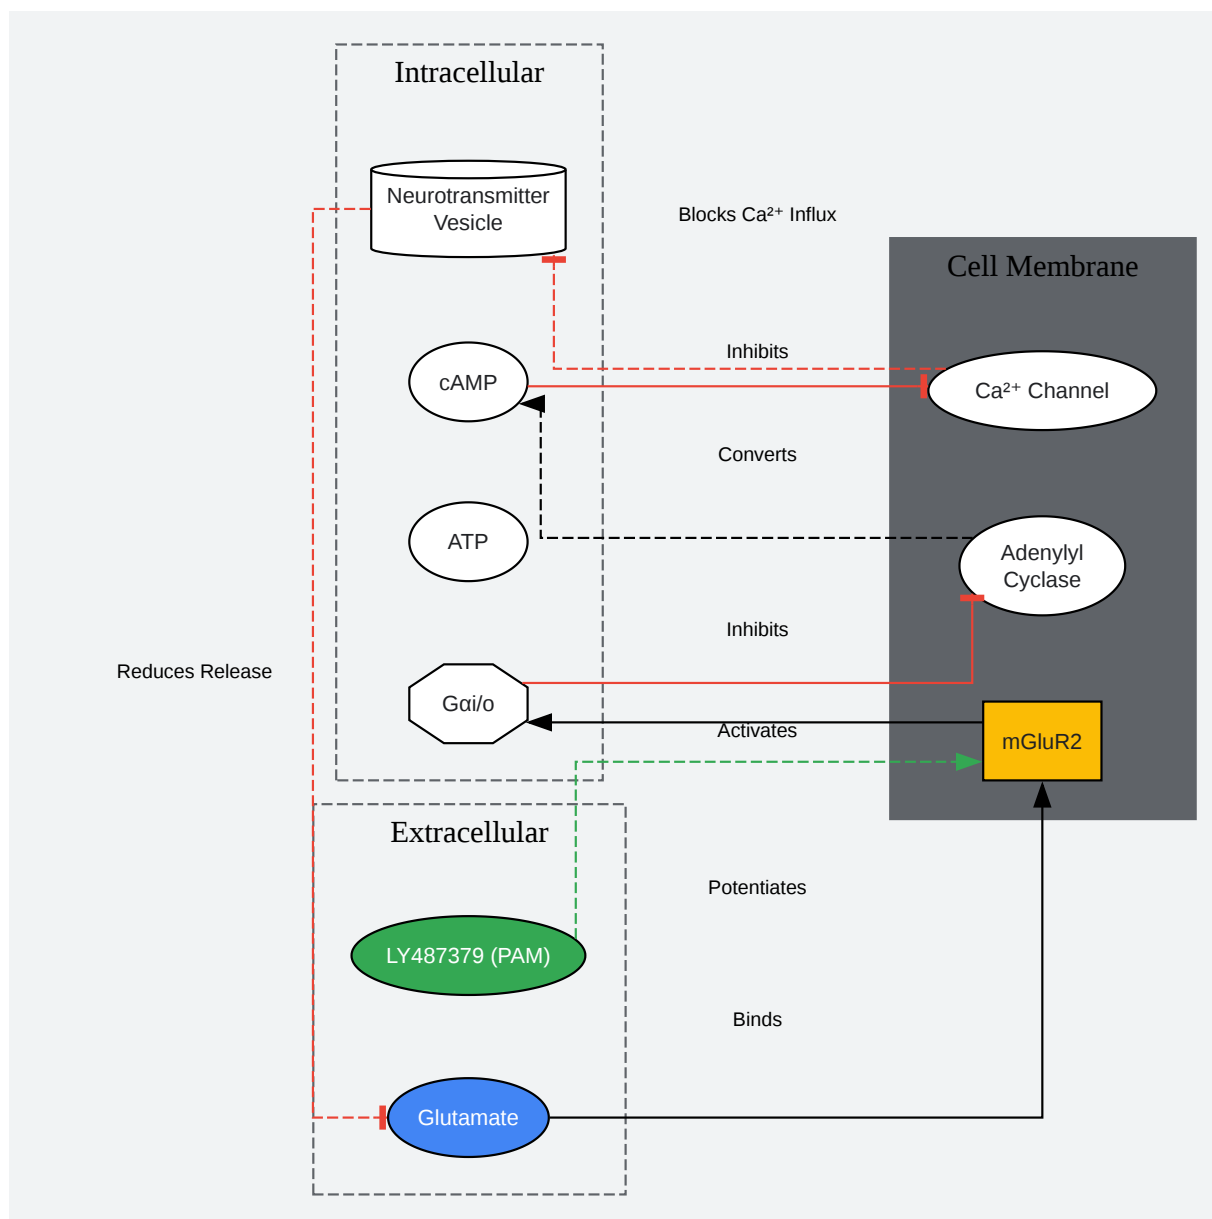 Intracellular
Neurotransmitter
Vesicle
Blocks Ca²⁺ Influx
Cell Membrane
Inhibits
cAMP
Ca²⁺ Channel
Converts
ATP
Adenylyl
Cyclase
Inhibits
Reduces Release
Gαi/o
Activates
mGluR2
Extracellular
Potentiates
LY487379 (PAM)
Binds
Glutamate